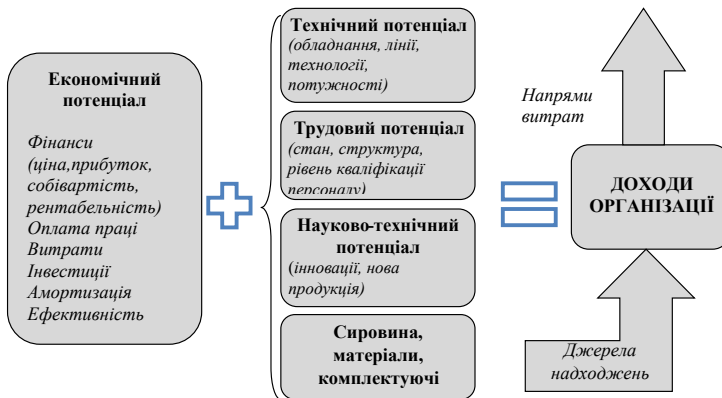 Економічний
потенціал
Фінанси
(ціна,прибуток,
собівартість,
рентабельність)
Оплата праці
Витрати
Інвестиції
Амортизація
Ефективність
Технічний потенціал
(обладнання, лінії,
технології,
потужності)
Трудовий потенціал
(стан, структура,
рівень кваліфікації
персоналу)
Науково-технічний
потенціал
(інновації, нова
продукція)
Сировина,
матеріали,
комплектуючі
Напрями
витрат
ДОХОДИ
ОРГАНІЗАЦІЇ
Джерела
надходжень